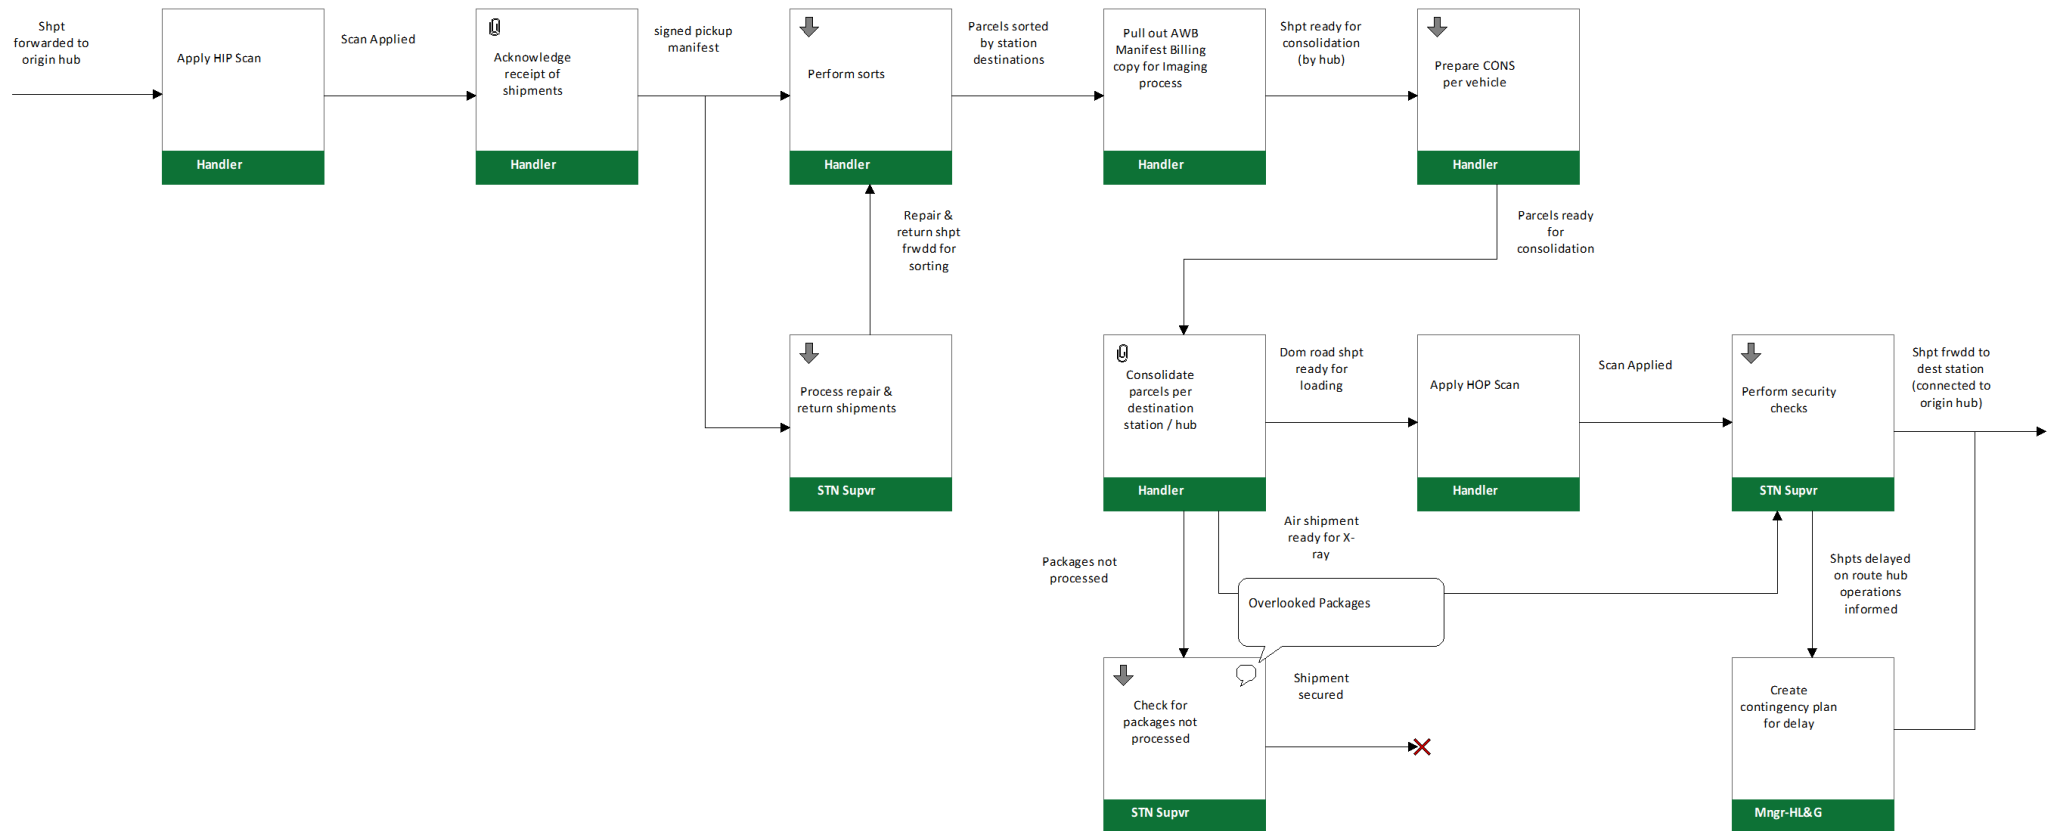 Shpt
forwarded to
origin hub
Apply HIP Scan
Handler
Scan Applied
Acknowledge
receipt of
shipments
Handler
signed pickup
manifest
Perform sorts
Handler
Parcels sorted
by station
destinations
Pull out AWB
Manifest Billing
copy for Imaging
process
Handler
Shpt ready for
consolidation
(by hub)
Prepare CONS
per vehicle
Handler
Repair &
return shpt
frwdd for
sorting
Parcels ready
for
consolidation
Process repair &
return shipments
STN Supvr
Consolidate
parcels per
destination
station / hub
Handler
Dom road shpt
ready for
loading
Apply HOP Scan
Handler
Scan Applied
Perform security
checks
STN Supvr
Shpt frwdd to
dest station
(connected to
origin hub)
Packages not
processed
Air shipment
ready for X-
ray
Overlooked Packages
Shpts delayed
on route hub
operations
informed
Check for
packages not
processed
STN Supvr
Shipment
secured
Create
contingency plan
for delay
Mngr-HL&G